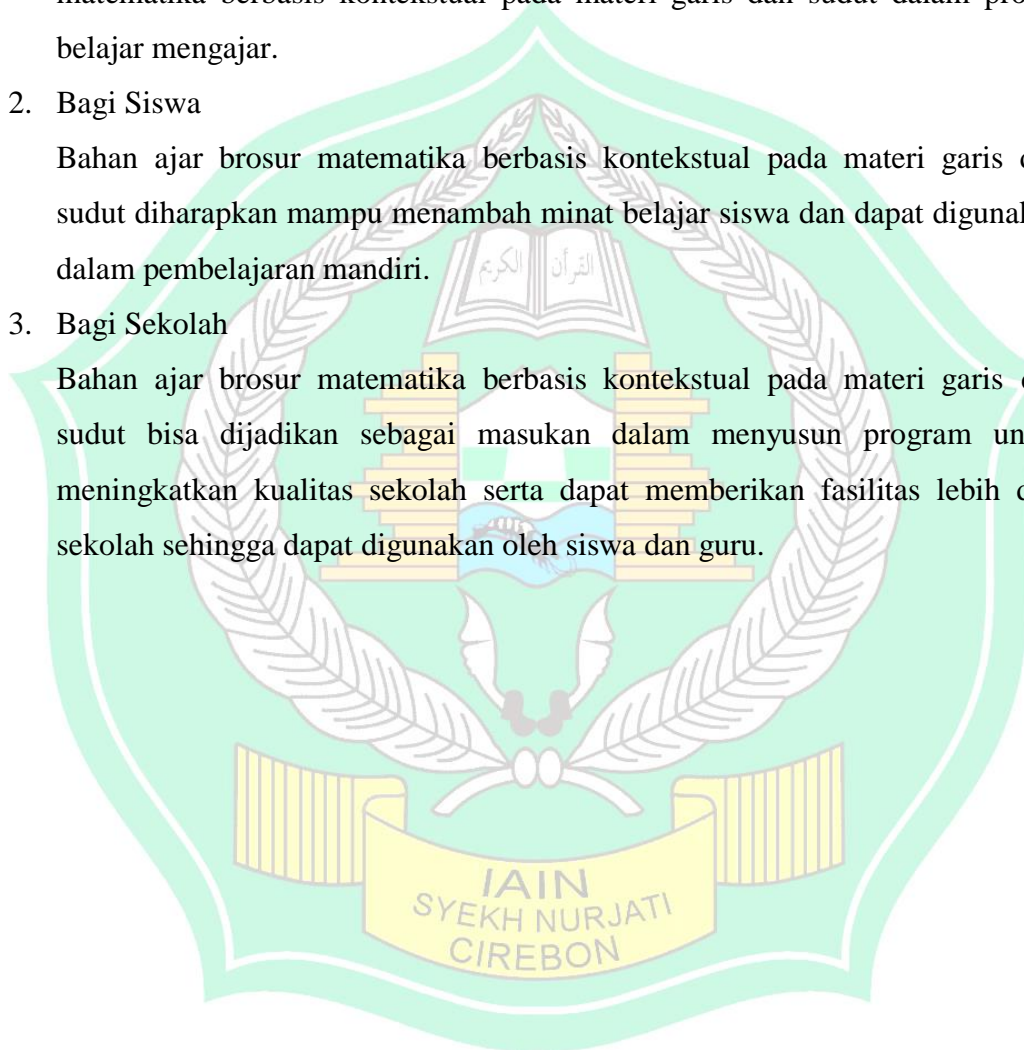 matematika berbasis kontekstual pada materi garis dan sudut dalam
belajar mengajar.
2. Bagi Siswa
Bahan ajar brosur matematika berbasis kontekstual pada materi garis
sudut diharapkan mampu menambah minat belajar siswa dan dapat
dalam pembelajaran mandiri.
3. Bagi Sekolah
Bahan ajar brosur matematika berbasis kontekstual pada materi garis
sudut bisa dijadikan sebagai masukan dalam menyusun program
meningkatkan kualitas sekolah serta dapat memberikan fasilitas lebih
sekolah sehingga dapat digunakan oleh siswa dan guru.
القرآن الكريم
IAIN
SYEKH NURJATI
CIREBON